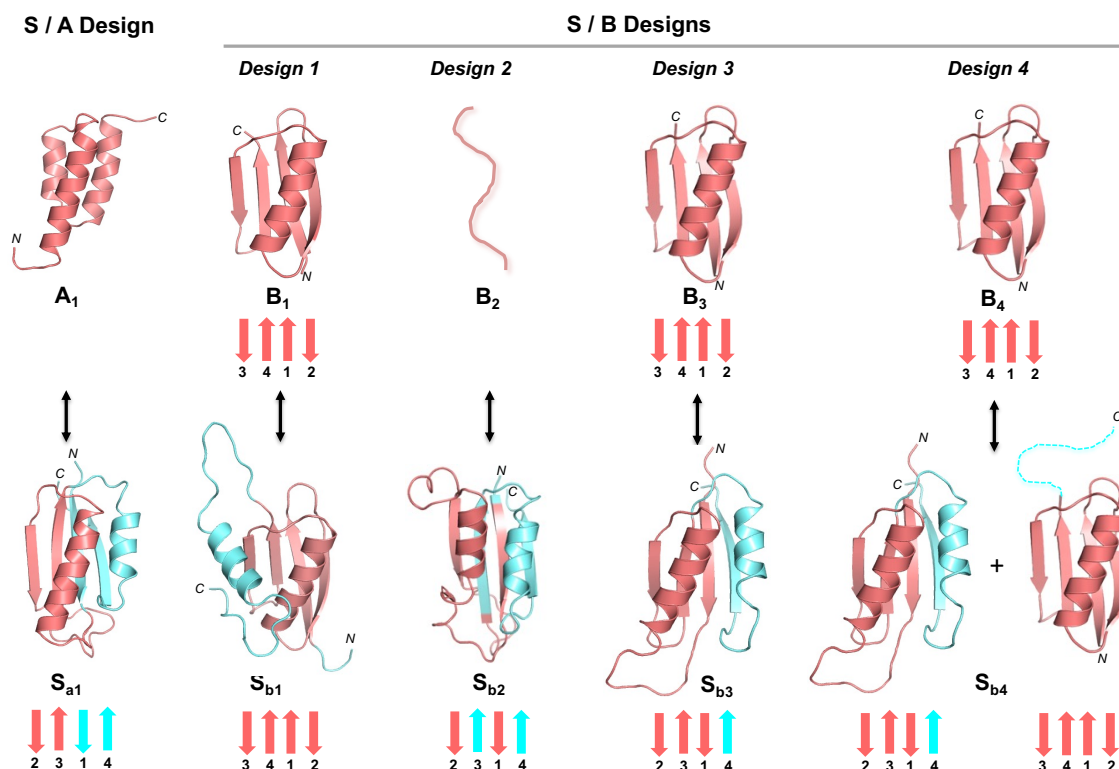 S / A Design
S / B Designs
Design 1
Design 2
Design 3
Design 4
C
N
A₁
C
N
B₁
3 4 1 2
B₂
C
N
B₃
3 4 1 2
C
N
B₄
3 4 1 2
N
C
Sa1
2 3 1 4
C
N
Sb1
3 4 1 2
N
C
Sb2
2 3 1 4
N
C
Sb3
2 3 1 4
N
C
+
C
N
Sb4
2 3 1 4
3 4 1 2